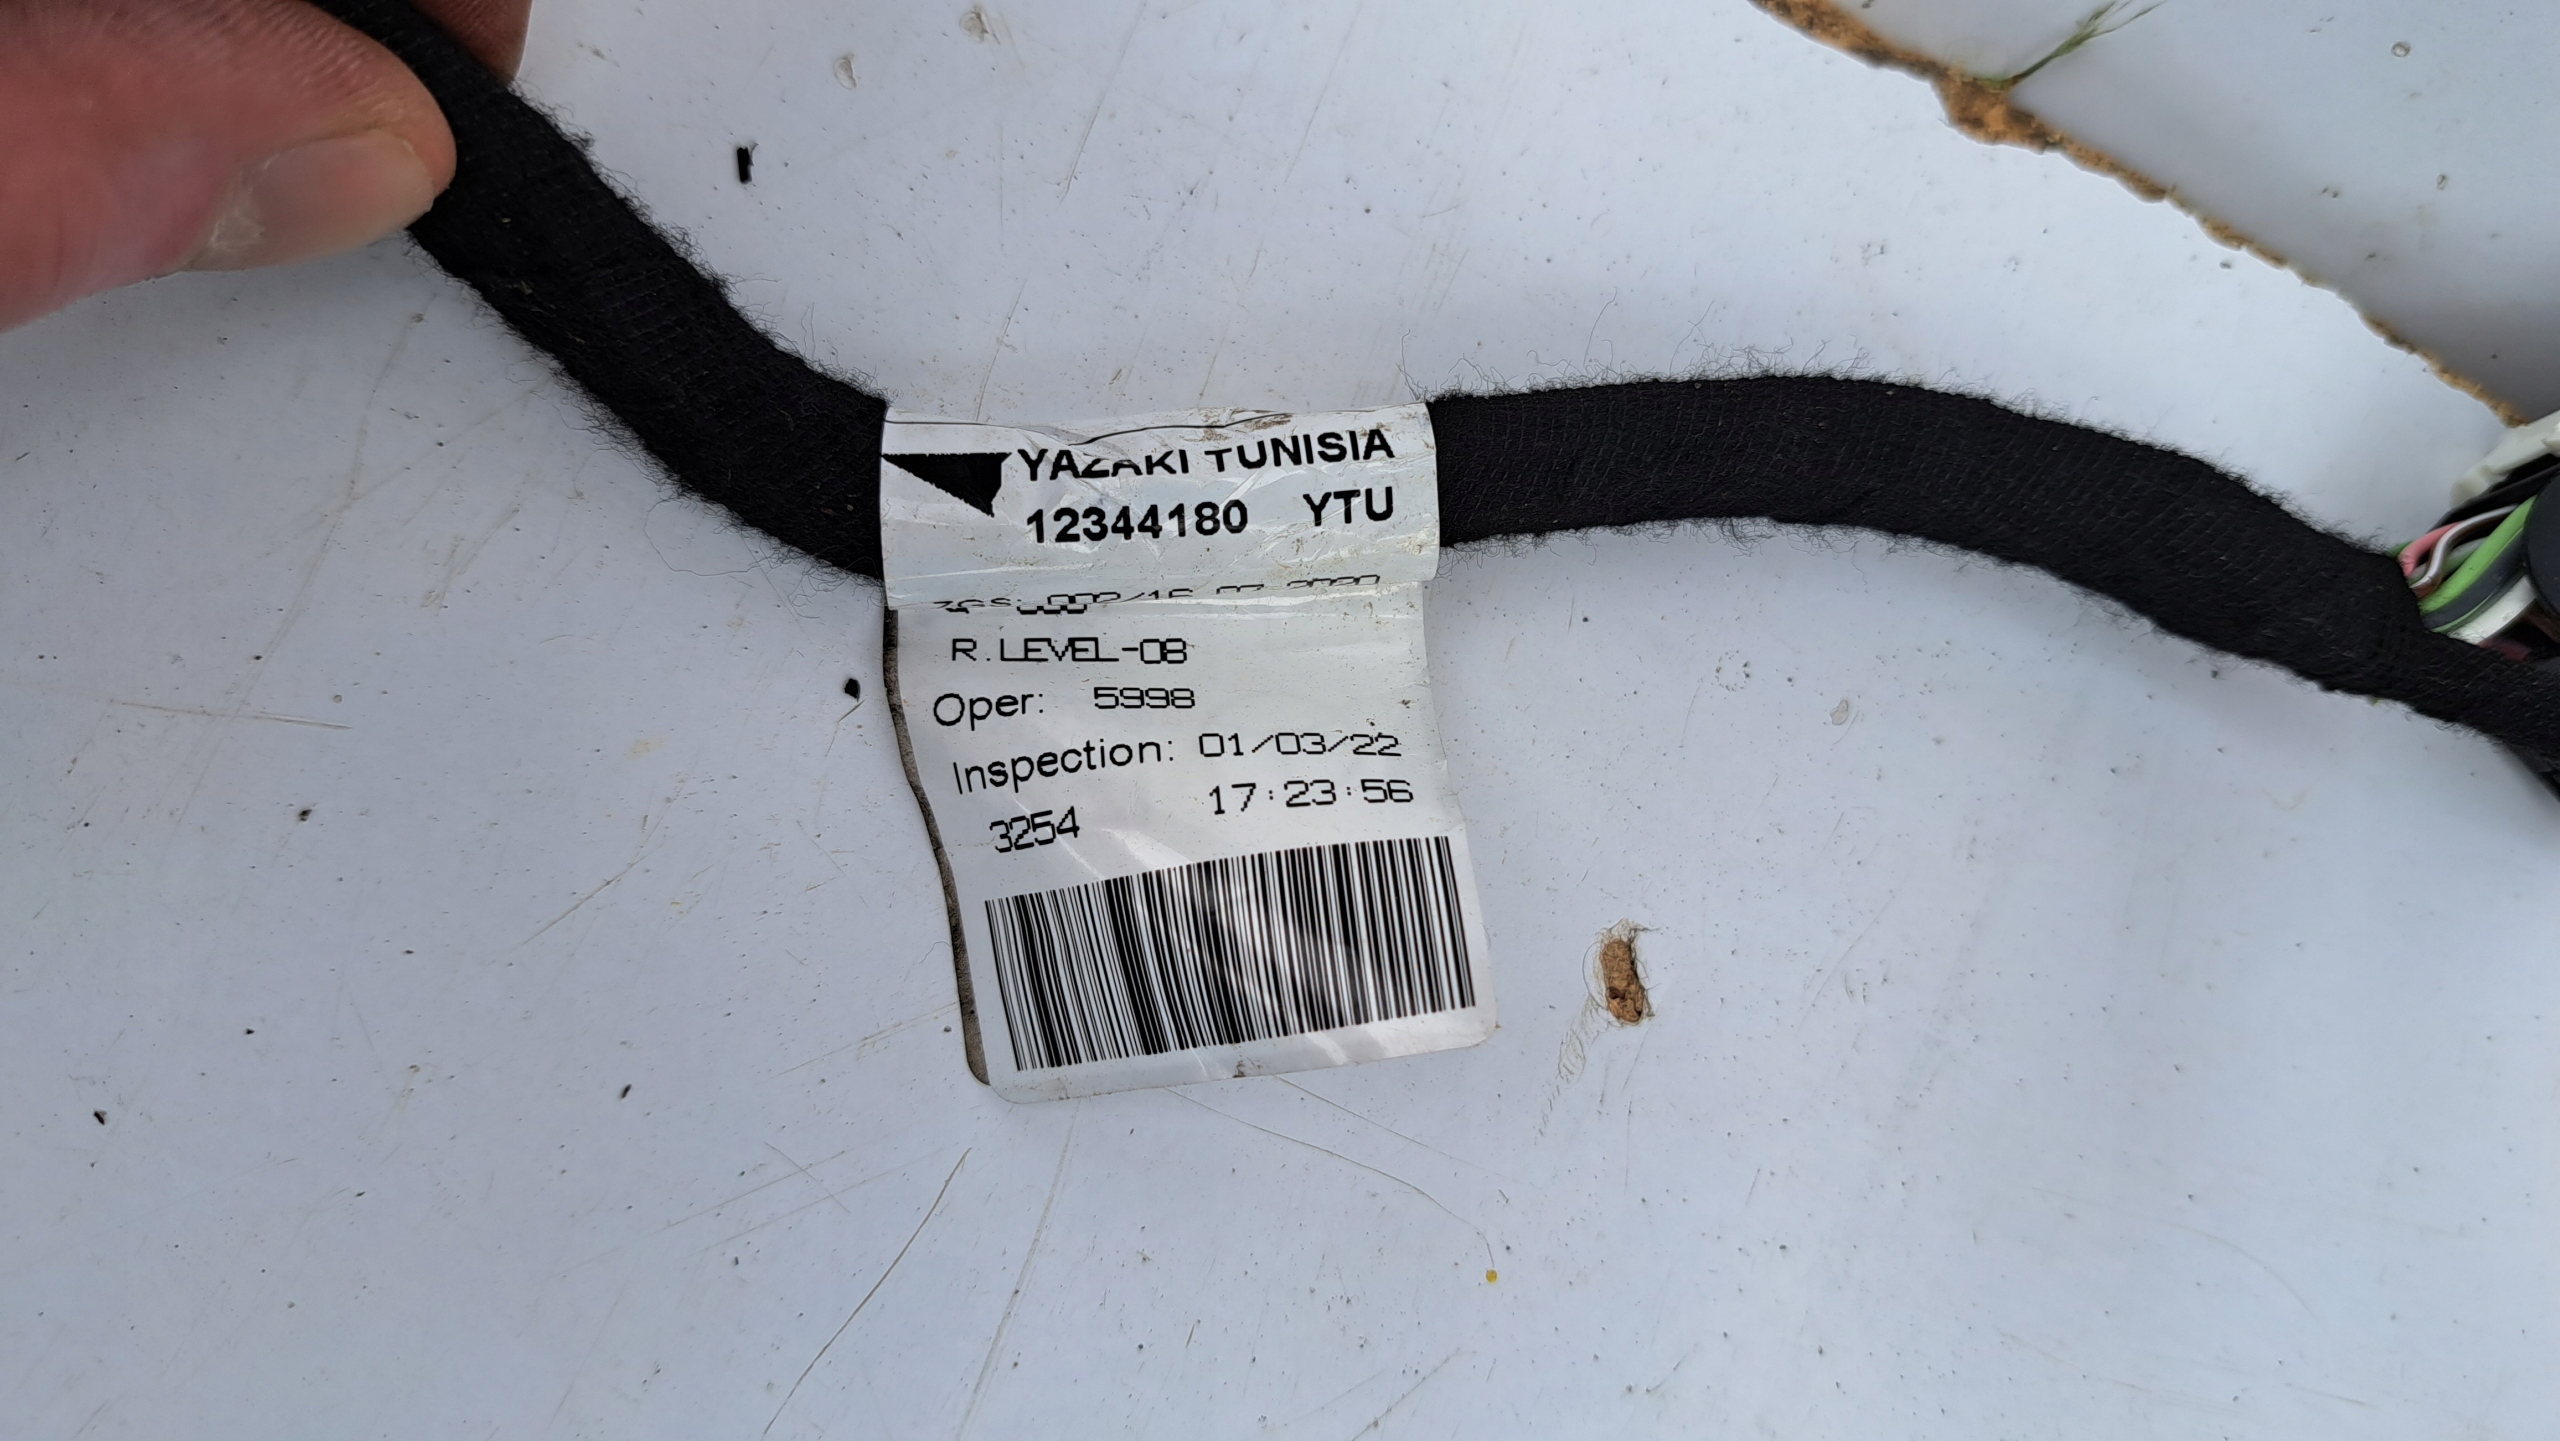 YAZAKI TUNISIA
12344180 YTU
R.LEVEL-08
Oper: 5998
Inspection: 01/03/22
17:23:56
3254